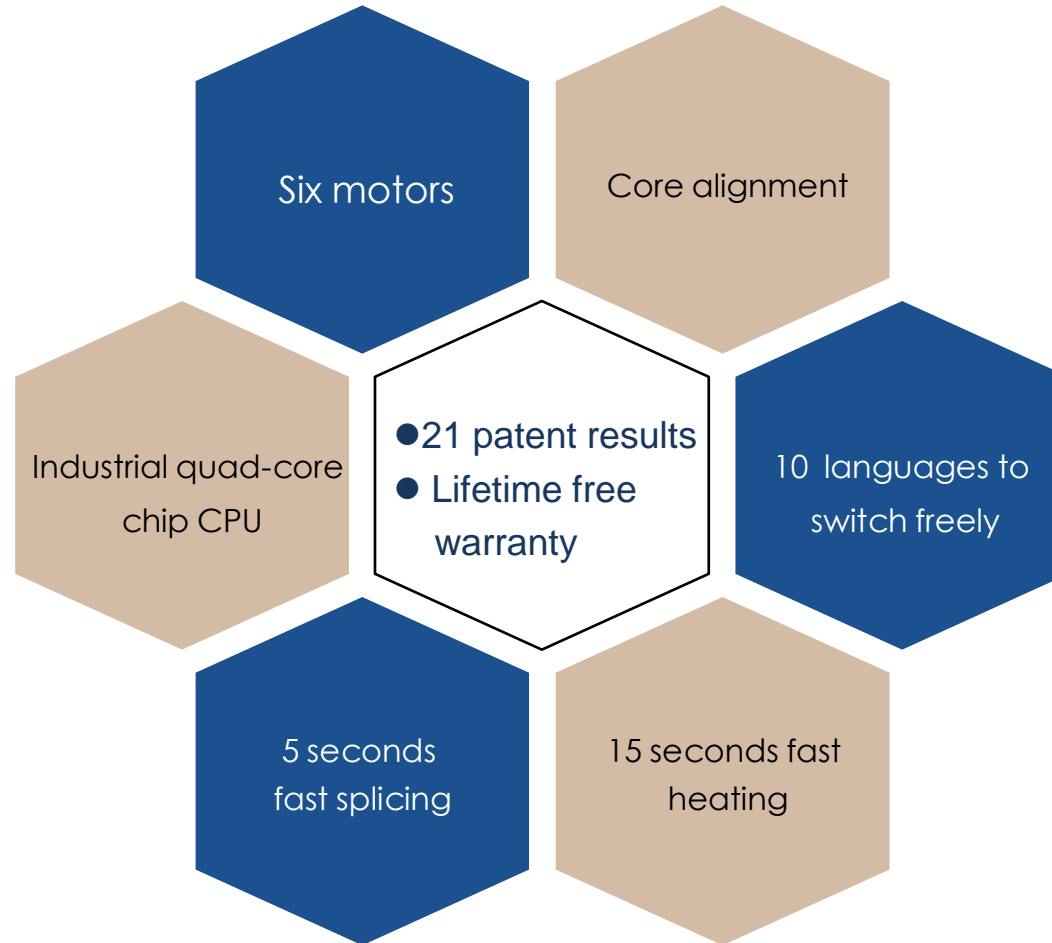 Six motors
Core alignment
Industrial quad-core
chip CPU
●21 patent results
● Lifetime free
warranty
10 languages to
switch freely
5 seconds
fast splicing
15 seconds fast
heating